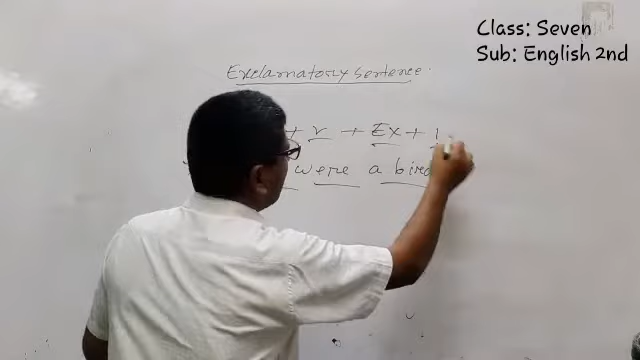 Class: Seven
Sub: English 2nd
Exclamatory sentence.
+ v + Ex +
were a bird